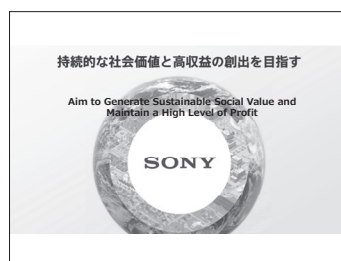 持続的な社会価値と高収益の創出を目指す
Aim to Generate Sustainable Social Value and
Maintain a High Level of Profit
SONY